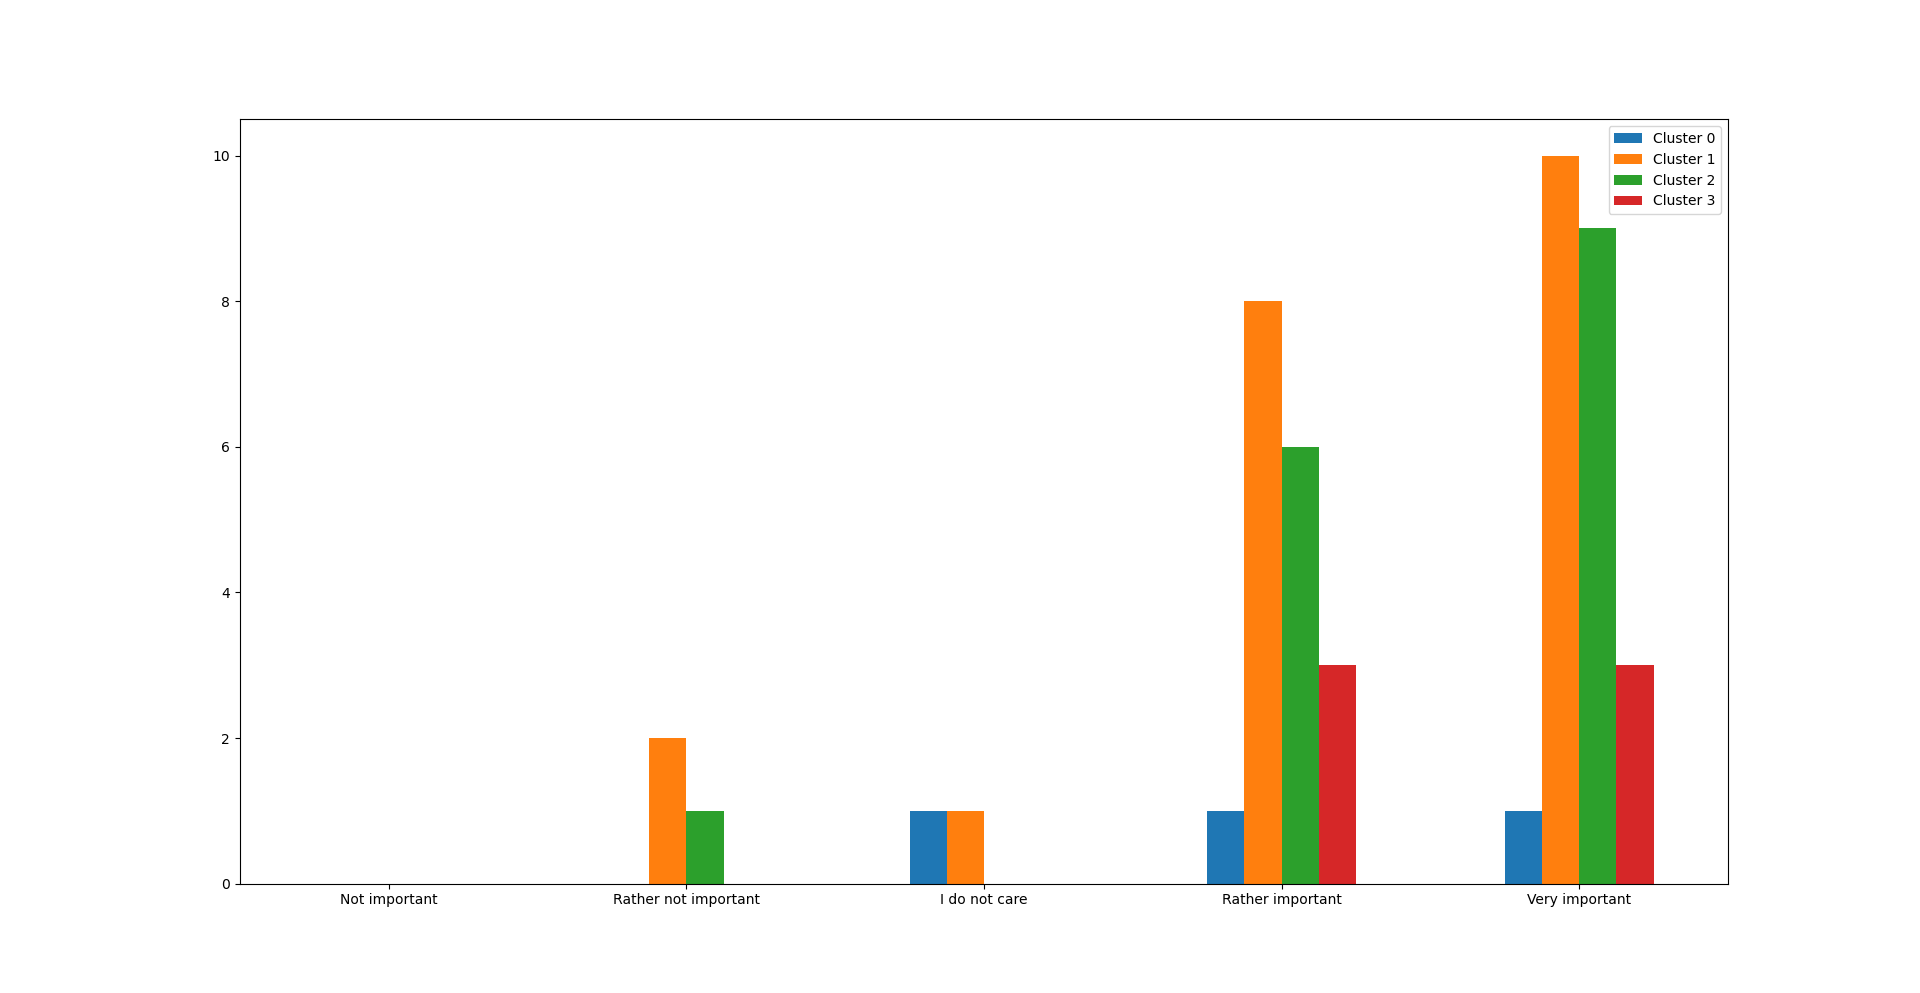 Cluster 0
Cluster 1
Cluster 2
Cluster 3
10
8
6
4
2
0
Not important
Rather not important
I do not care
Rather important
Very important